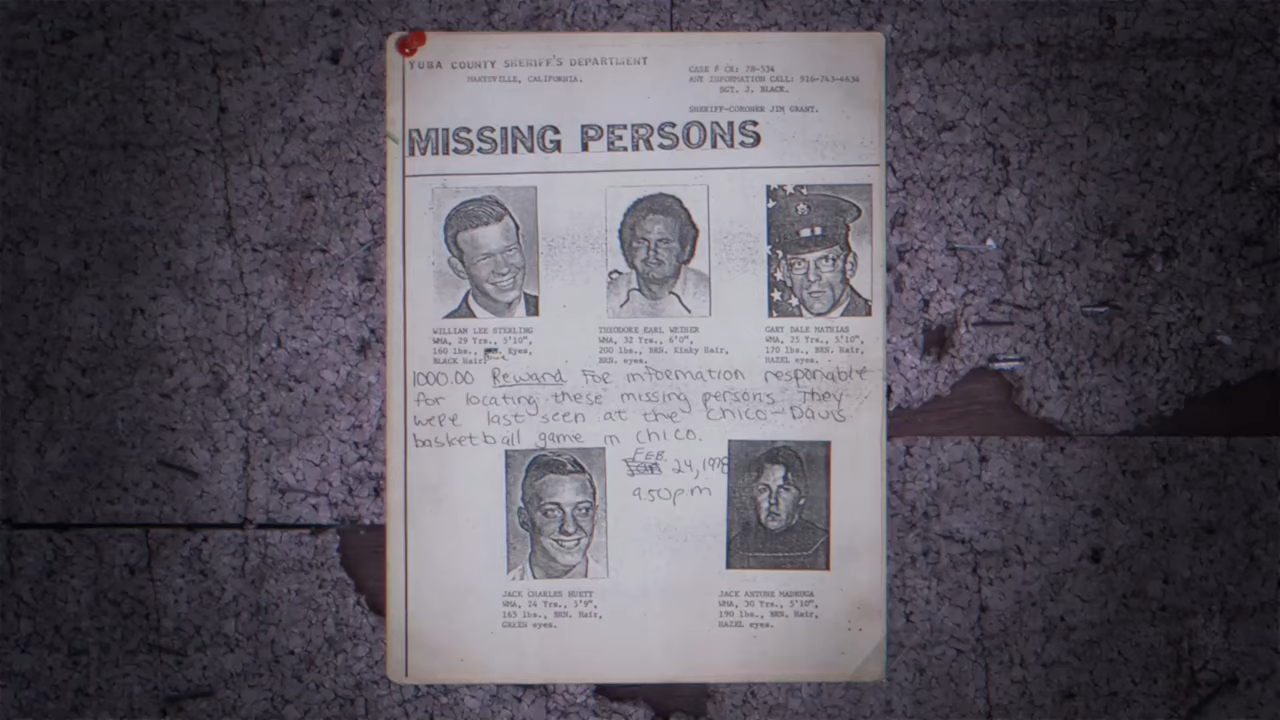 YUBA COUNTY SHERIFF'S DEPARTMENT
MARYSVILLE, CALIFORNIA.
CASE # CR: 78-534
ANY INFORMATION CALL: 916-743-4634
SGT. J. BLACK.
SHERIFF-CORONER JIM GRANT.
MISSING PERSONS
WILLIAM LEE STERLING
WMA, 29 Yrs., 5'10",
160 lbs., Eyes,
BLACK Hair
THEODORE EARL WEIHER
WMA, 32 Yrs., 6'0",
200 lbs., BRN. Kinky Hair,
BRN. eyes.
GARY DALE MATHIAS
WMA, 25 Yrs., 5'10",
170 lbs., BRN. Hair,
HAZEL eyes.
1000.00 Reward for information responable
for locating these missing persons They
were last seen at the Chico-Davis
basketball game in Chico.
FEB.
24, 1978
9:50 p.m
JACK CHARLES HUETT
WMA, 24 Yrs., 5'9",
165 lbs., BRN. Hair,
GREEN eyes.
JACK ANTONE MADRUGA
WMA, 30 Yrs., 5'10",
190 lbs., BRN. Hair,
HAZEL eyes.